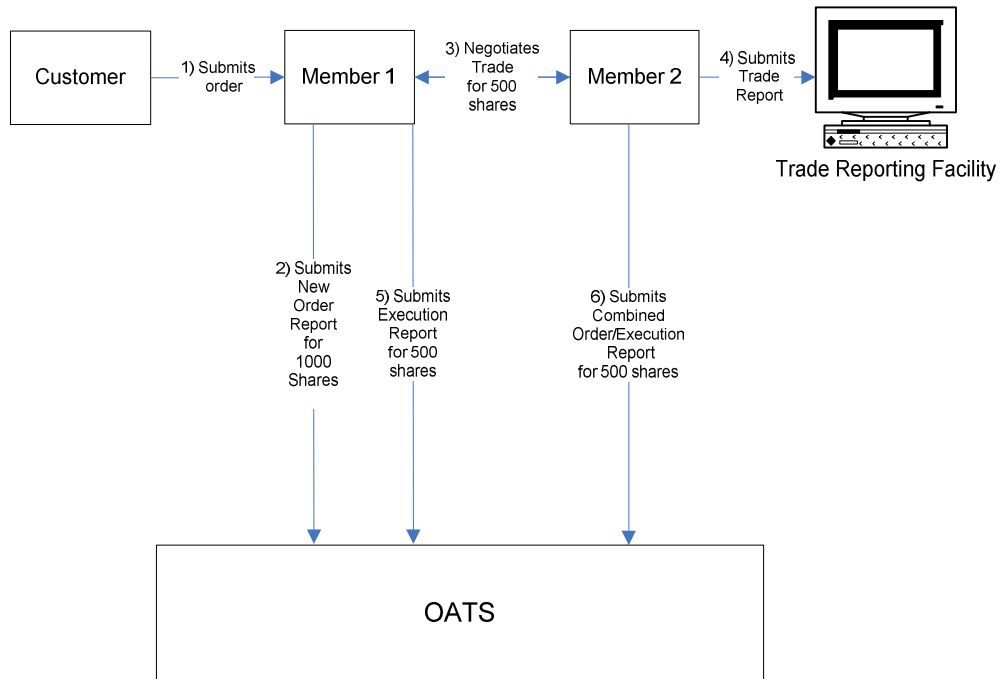 Customer
1) Submits
order
Member 1
3) Negotiates
Trade
for 500
shares
Member 2
4) Submits
Trade
Report
Trade Reporting Facility
2) Submits
New
Order
Report
for
1000
Shares
5) Submits
Execution
Report
for 500
shares
6) Submits
Combined
Order/Execution
Report
for 500 shares
OATS